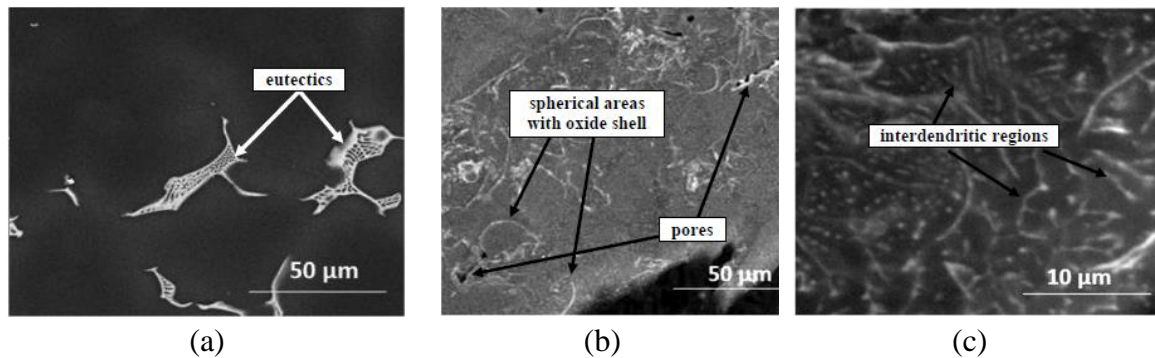 eutectics
50 µm
spherical areas
with oxide shell
pores
50 µm
interdendritic regions
10 µm
(a)
(b)
(c)